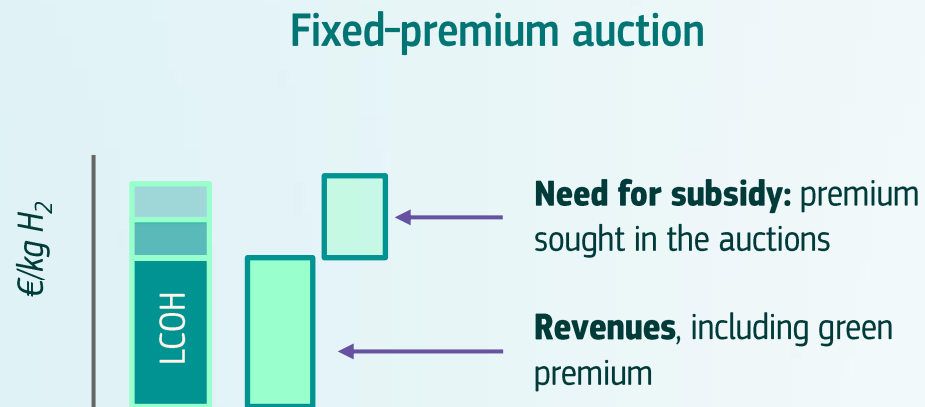 Fixed-premium auction
€/kg H2
LCOH
Need for subsidy: premium
sought in the auctions
Revenues, including green
premium